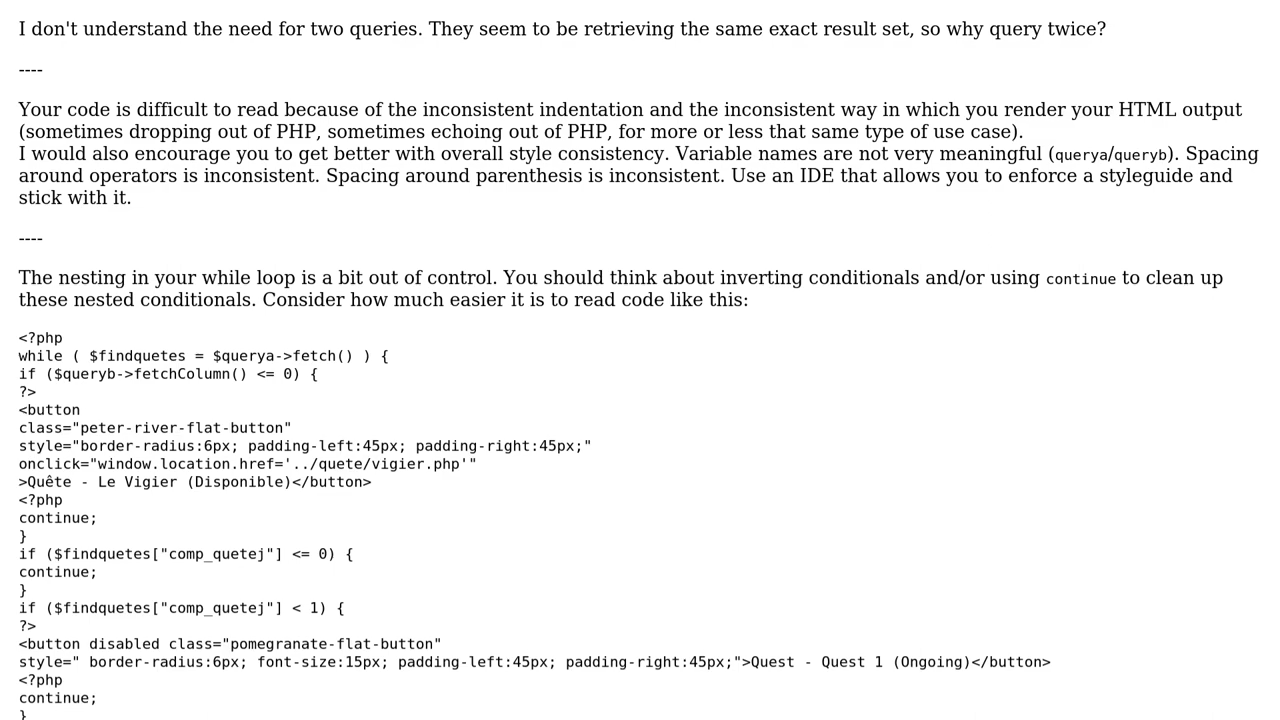 I don't understand the need for two queries. They seem to be retrieving the same exact result set, so why query twice?
----
Your code is difficult to read because of the inconsistent indentation and the inconsistent way in which you render your HTML output
(sometimes dropping out of PHP, sometimes echoing out of PHP, for more or less that same type of use case).
I would also encourage you to get better with overall style consistency. Variable names are not very meaningful (querya/queryb). Spacing
around operators is inconsistent. Spacing around parenthesis is inconsistent. Use an IDE that allows you to enforce a styleguide and
stick with it.
----
The nesting in your while loop is a bit out of control. You should think about inverting conditionals and/or using continue to clean up
these nested conditionals. Consider how much easier it is to read code like this:
<?php
while ( $findquetes = $querya->fetch() ) {
if ($queryb->fetchColumn() <= 0) {
?>
<button
class="peter-river-flat-button"
style="border-radius:6px; padding-left:45px; padding-right:45px;"
onclick="window.location.href='../quete/vigier.php'"
>Quête - Le Vigier (Disponible)</button>
<?php
continue;
}
if ($findquetes["comp_quetej"] <= 0) {
continue;
}
if ($findquetes["comp_quetej"] < 1) {
?>
<button disabled class="pomegranate-flat-button"
style=" border-radius:6px; font-size:15px; padding-left:45px; padding-right:45px;">Quest - Quest 1 (Ongoing)</button>
<?php
continue;
}